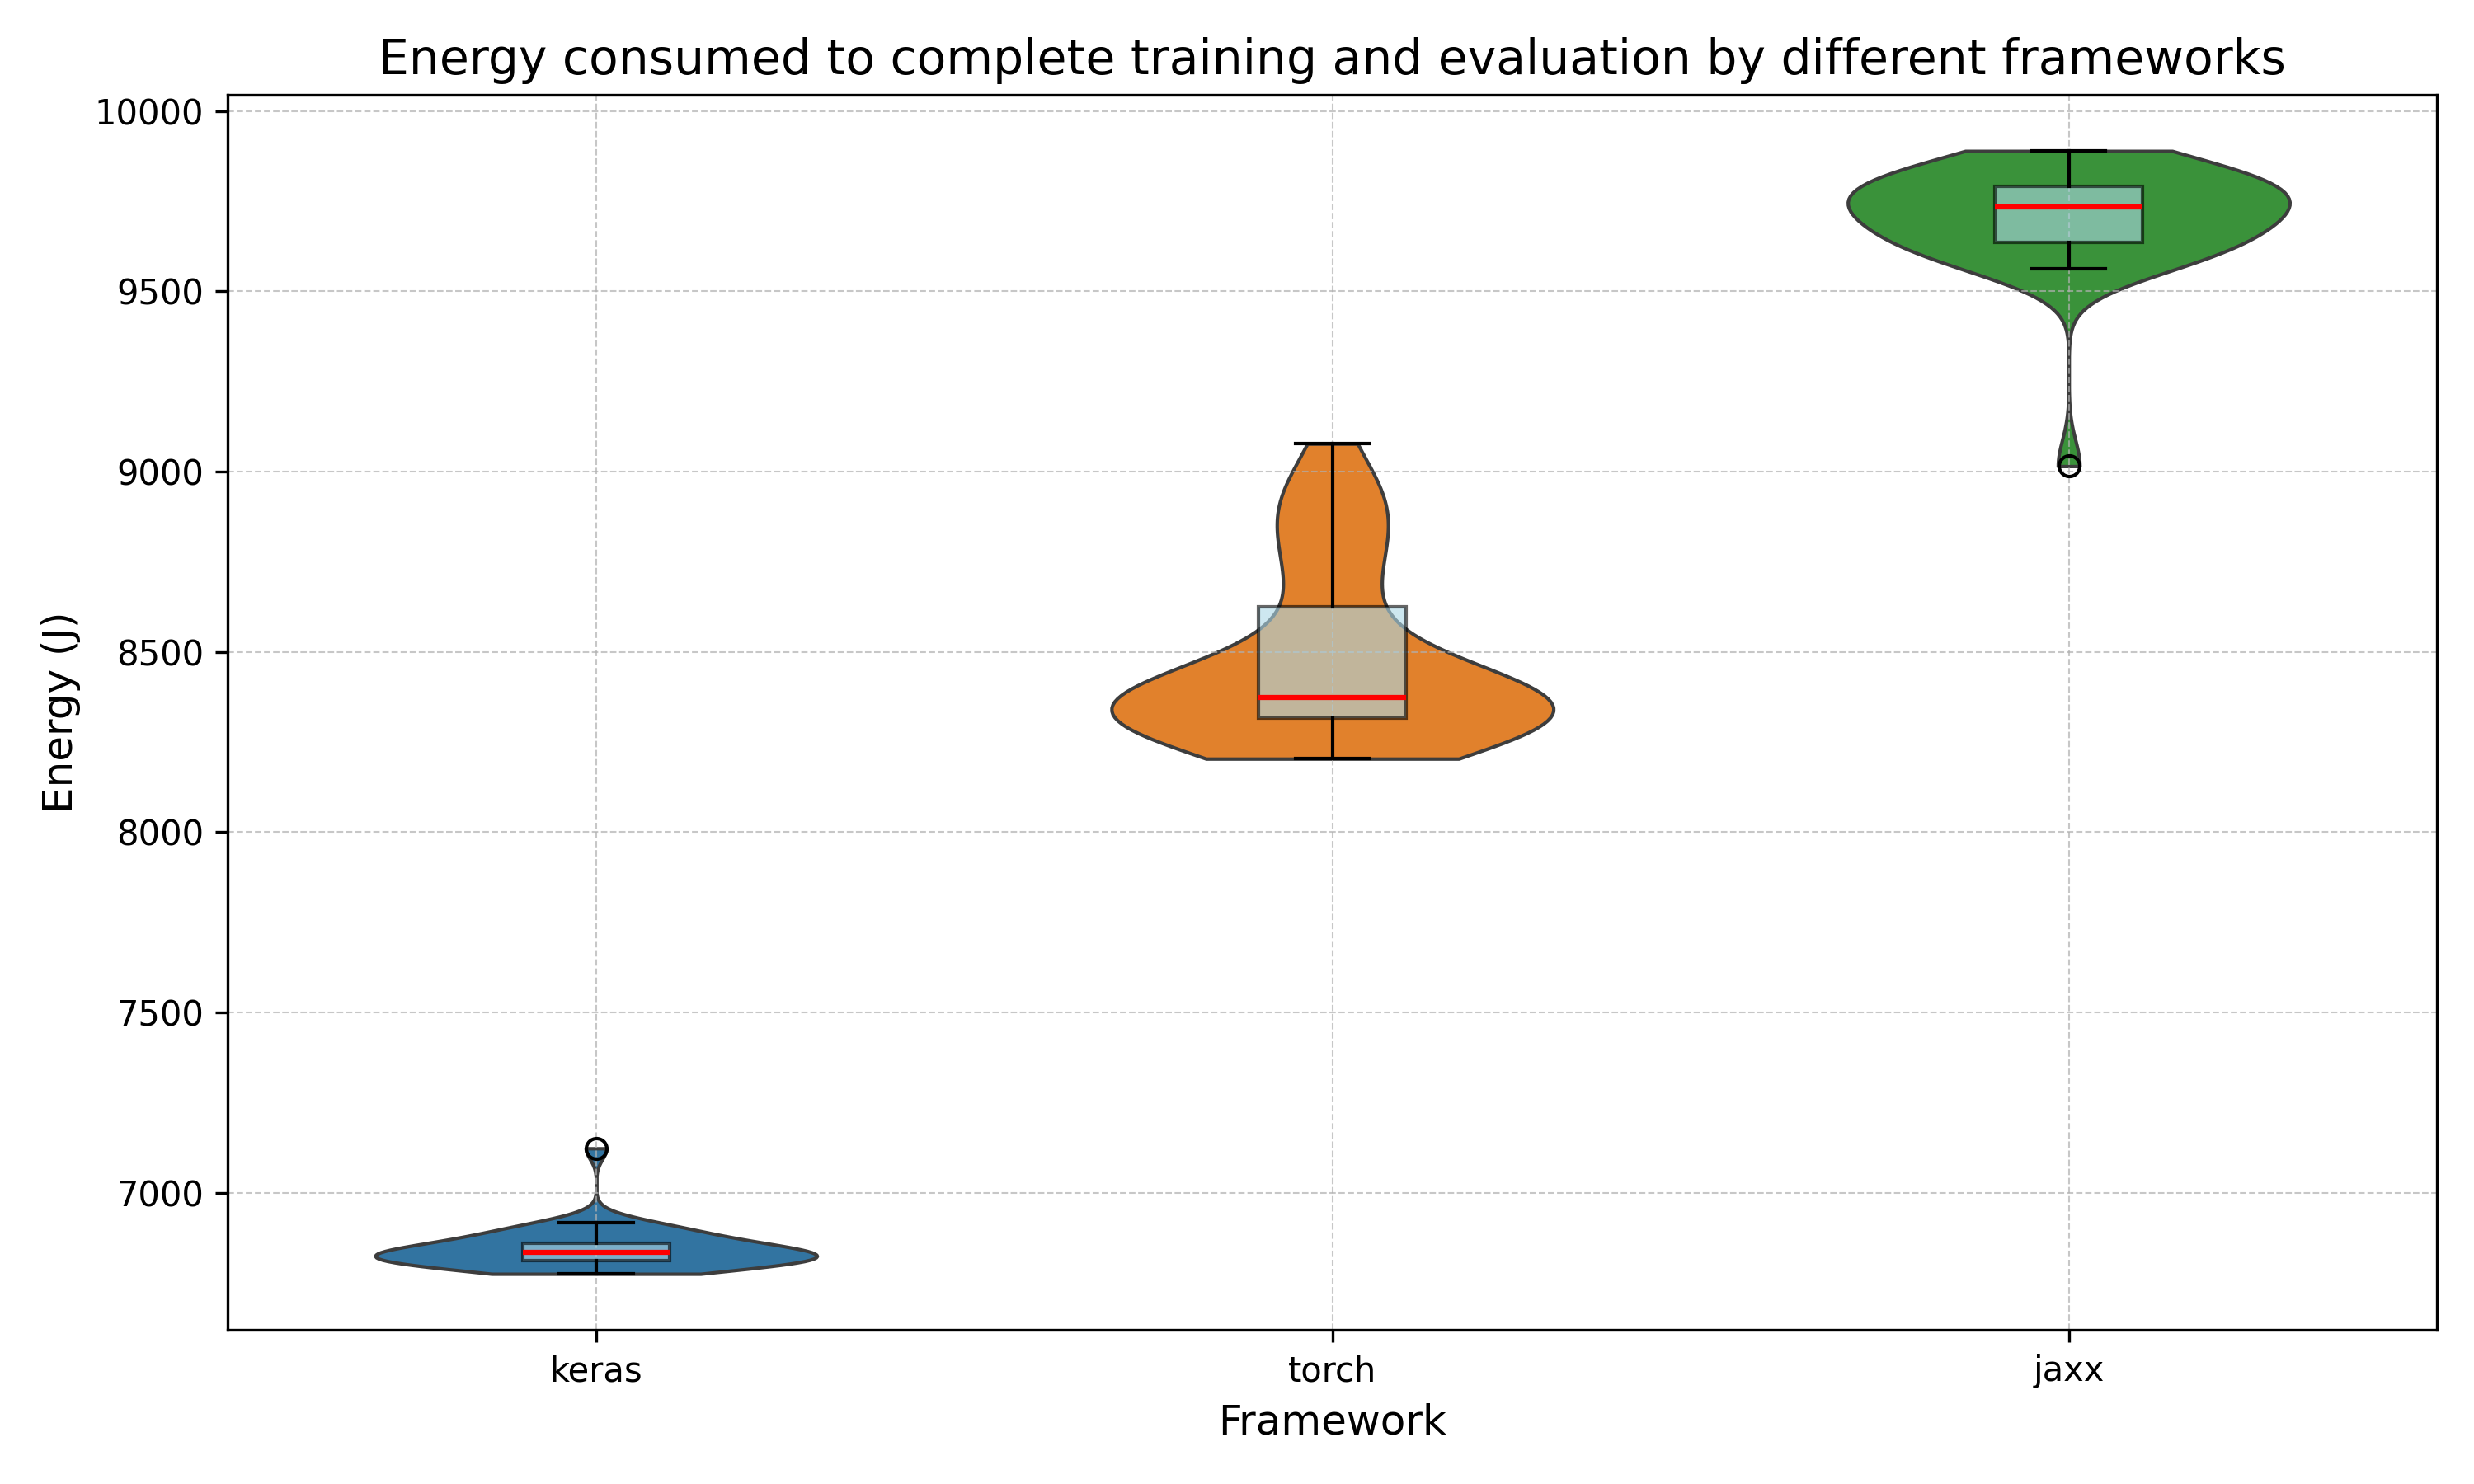 Energy consumed to complete training and evaluation by different frameworks
10000
9500
9000
8500
8000
7500
7000
Energy (J)
keras
torch
jaxx
Framework